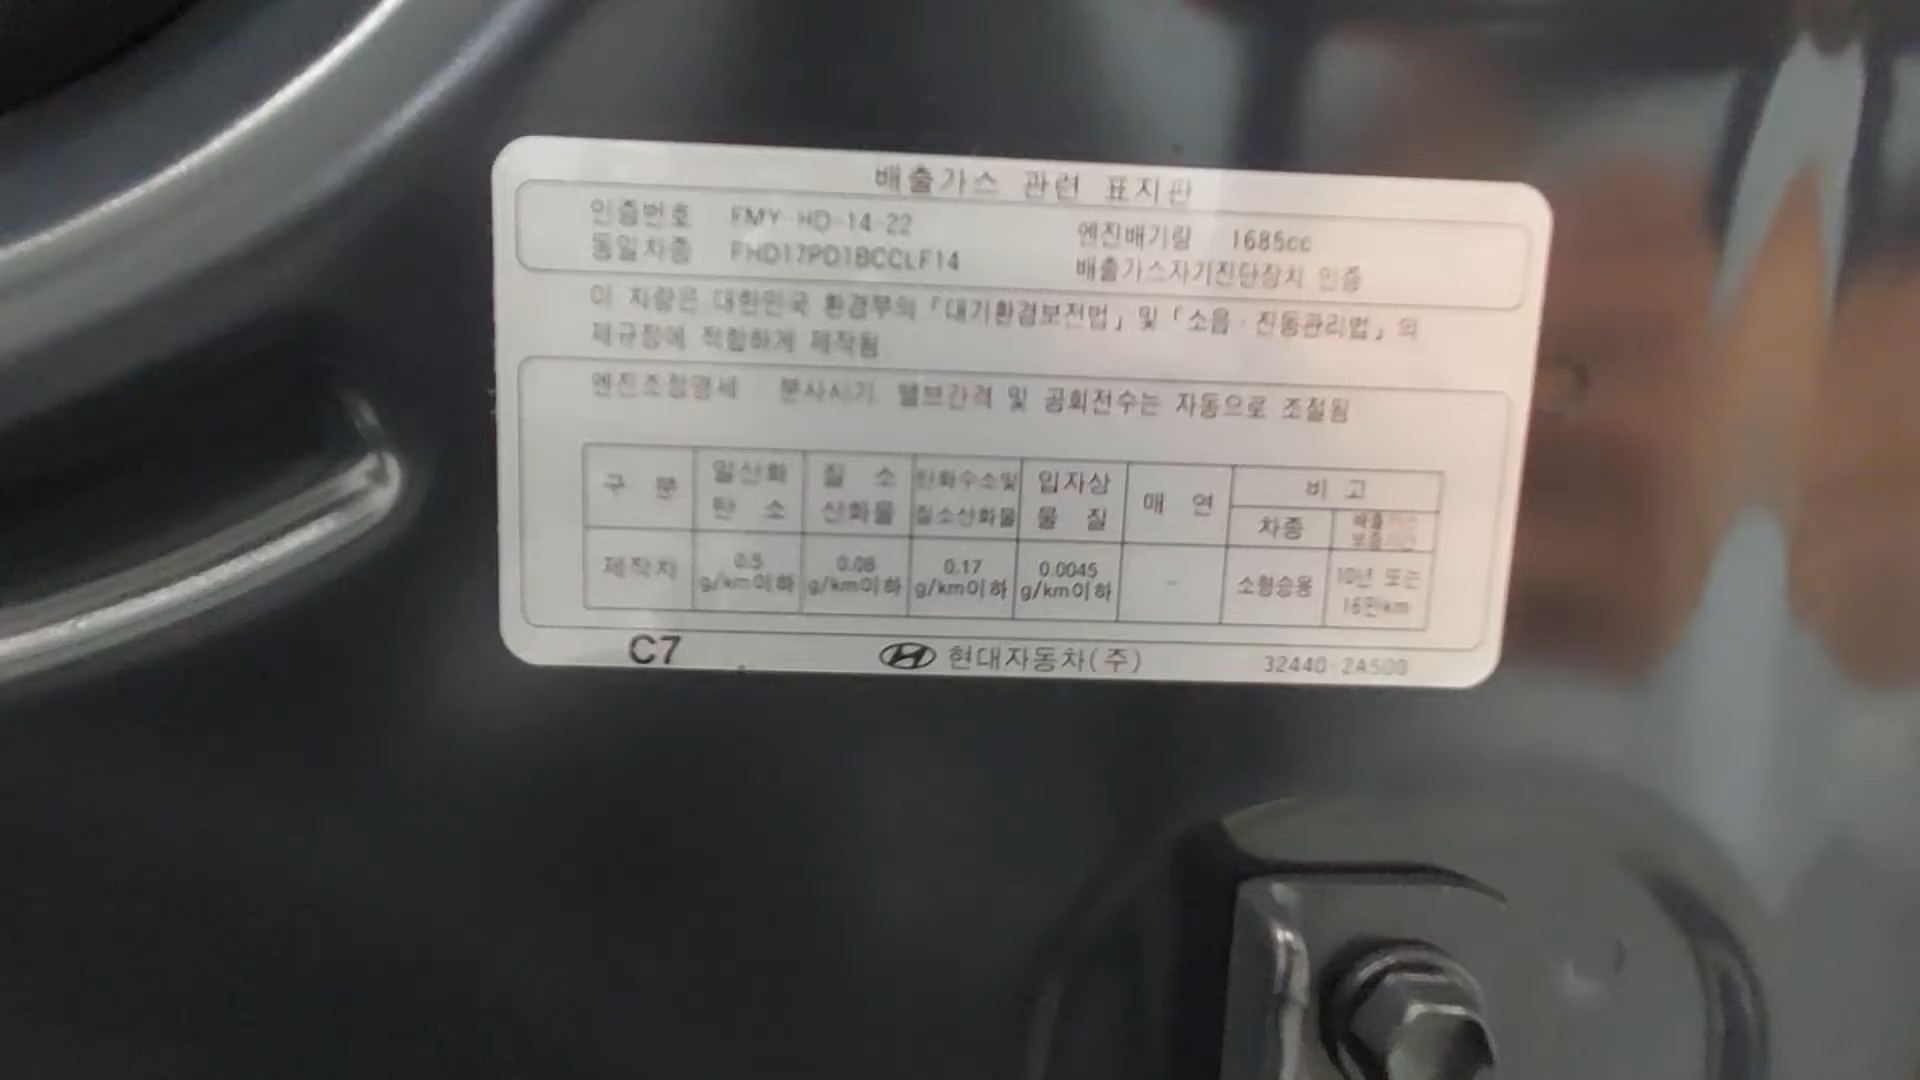 배출가스 관련 표지판
인증번호 FMY-HD-14-22
동일차종 FHD17PD1BCCLF14
엔진배기량 1685cc
배출가스자기진단장치 인증
이 차량은 대한민국 환경부의 「대기환경보전법」 및 「소음·진동관리법」의
제규정에 적합하게 제작됨
엔진조정명세 분사시기, 밸브간격 및 공회전수는 자동으로 조절됨
구 분 일산화 탄 소 질 소 산화물 탄화수소및 질소산화물 입자상 물 질 매 연 비 고
차종
제작차 0.5 g/km이하 0.08 g/km이하 0.17 g/km이하 0.0045 g/km이하 - 소형승용 10년 또는 16만km
C7 현대자동차(주) 32440-2A500